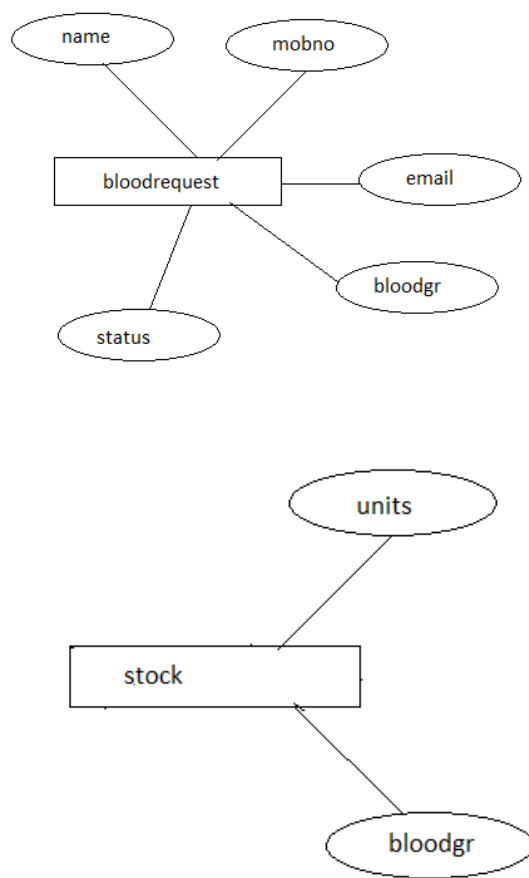 name
mobno
bloodrequest
email
bloodgr
status
units
stock
bloodgr